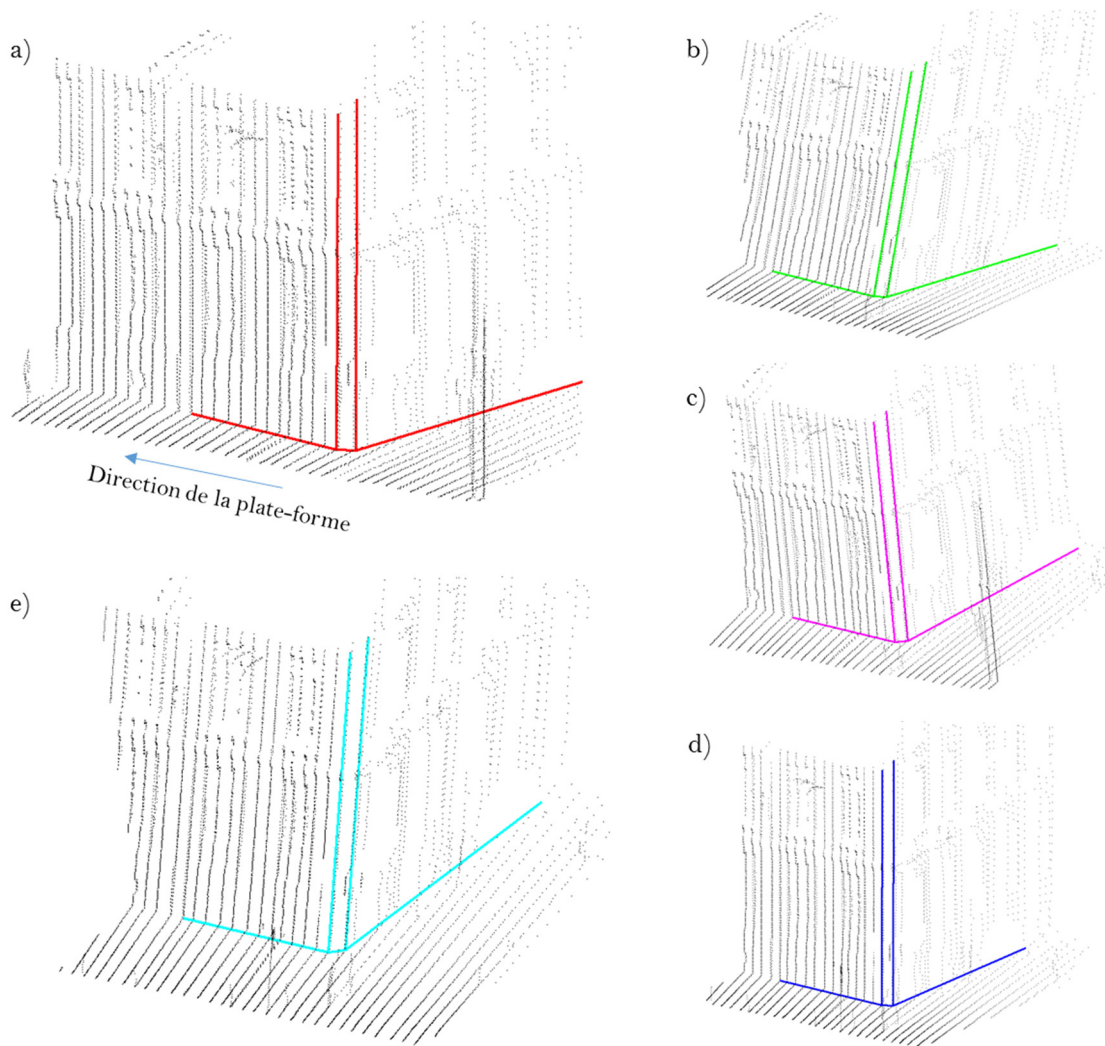 a)
b)
c)
Direction de la plate-forme
e)
d)